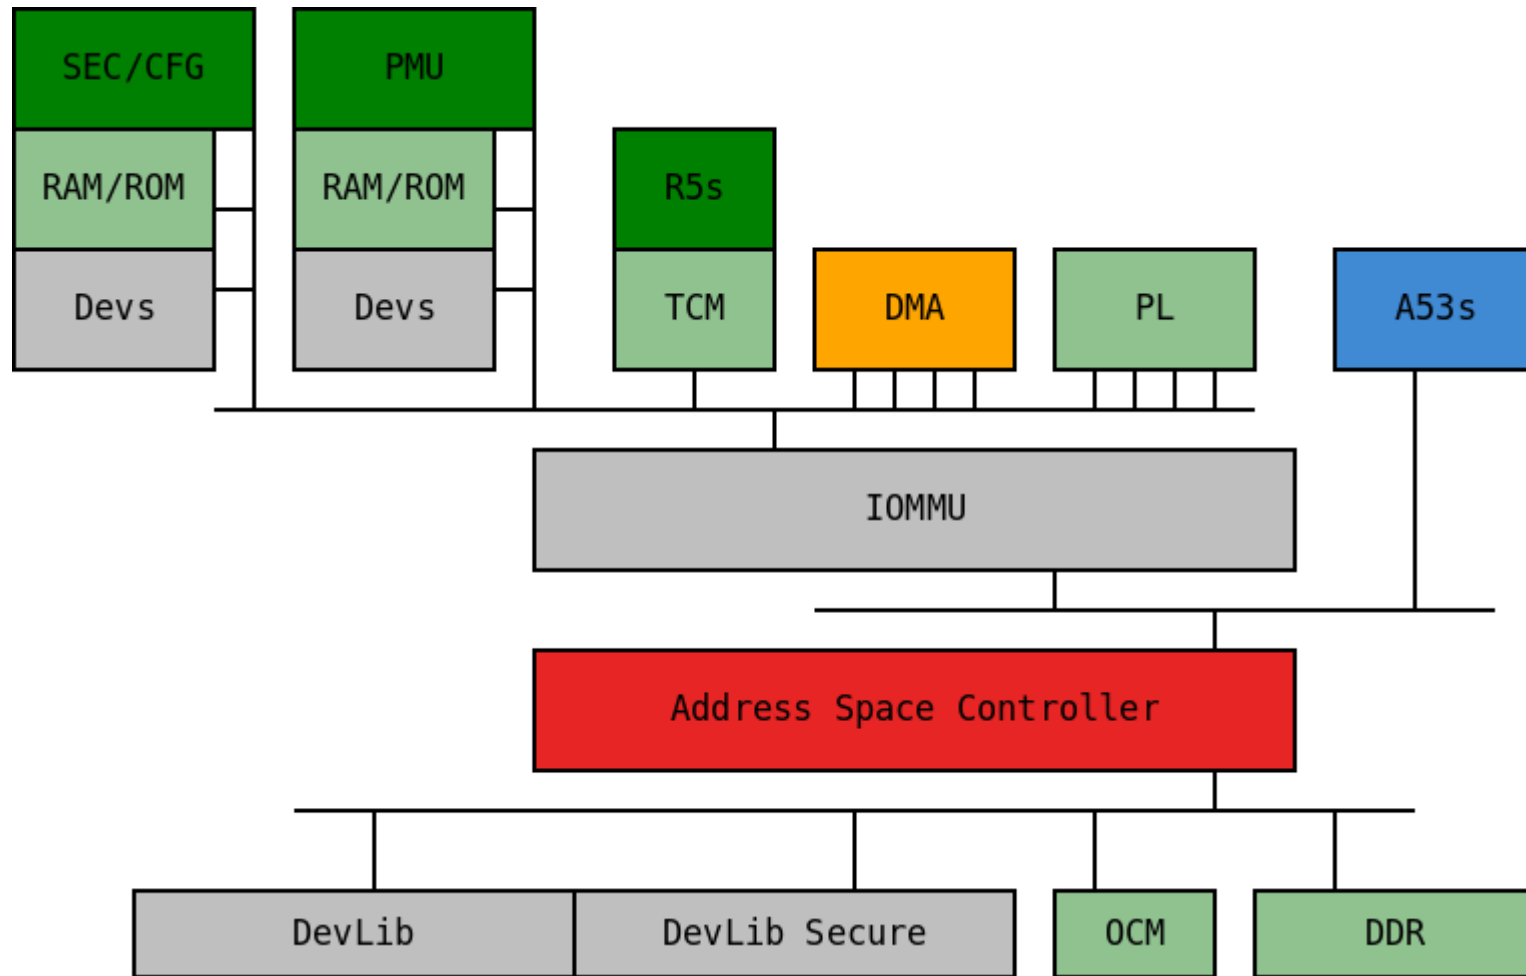 SEC/CFG
PMU
RAM/ROM
RAM/ROM
R5s
Devs
Devs
TCM
DMA
PL
A53s
IOMMU
Address Space Controller
DevLib
DevLib Secure
OCM
DDR